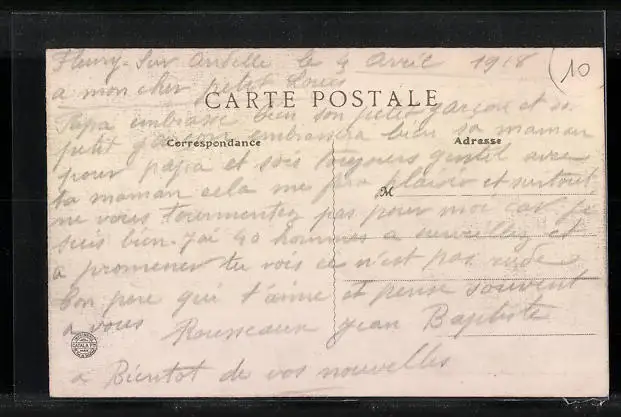 Fleury-Sur Andelle le 4 Avril 1918
(10
a mon cher petit Louis
CARTE POSTALE
Papa embrasse bien son petit garçon et son
petit garçon embrassera bien sa maman
Correspondance
Adresse
pour papa et sois toujours gentil avec
ta maman cela me fera plaisir et surtout
M
ne vous tourmentez pas pour moi car je
suis bien. J'ai 40 hommes a surveillez et
a promener tu vois ce n'est pas rude
ton pere qui t'aime et pense souvent
a vous Rousseaux Jean Baptiste
a Bientot de vos nouvelles